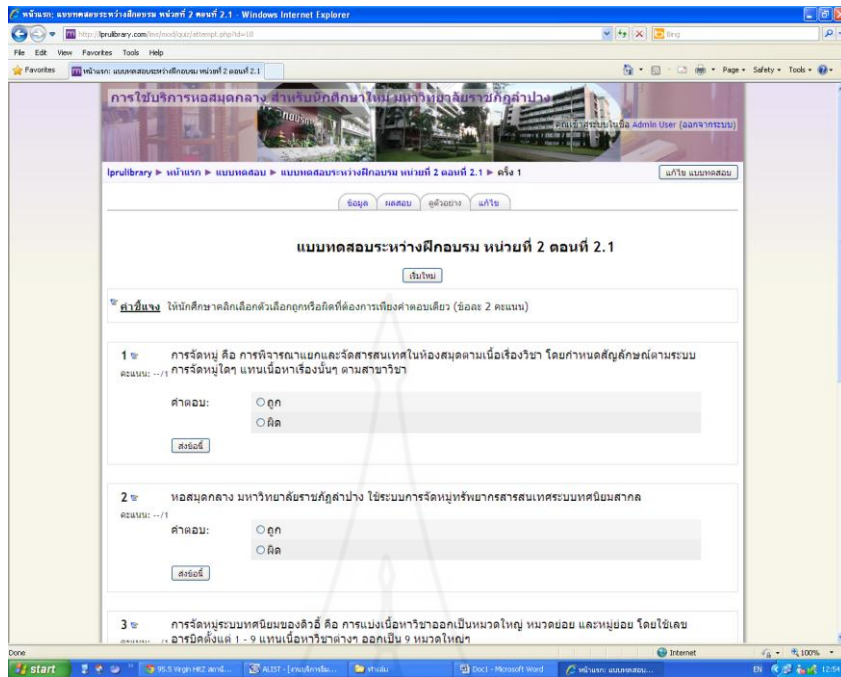 หน้าแรก: แบบทดสอบระหว่างฝึกอบรม หน่วยที่ 2 ตอนที่ 2.1 - Windows Internet Explorer
http://lprulibrary.com/lms/mod/quiz/attempt.php?id=18
Bing
File Edit View Favorites Tools Help
Favorites หน้าแรก: แบบทดสอบระหว่างฝึกอบรม หน่วยที่ 2 ตอนที่ 2.1 Page Safety Tools
การใช้บริการหอสมุดกลาง สำหรับนักศึกษาใหม่ มหาวิทยาลัยราชภัฏลำปาง
คุณเข้าสู่ระบบในชื่อ Admin User (ออกจากระบบ)
lprulibrary ► หน้าแรก ► แบบทดสอบ ► แบบทดสอบระหว่างฝึกอบรม หน่วยที่ 2 ตอนที่ 2.1 ► ครั้ง 1 แก้ไข แบบทดสอบ
ข้อมูล ผลสอบ ดูตัวอย่าง แก้ไข
แบบทดสอบระหว่างฝึกอบรม หน่วยที่ 2 ตอนที่ 2.1
เริ่มใหม่
คำชี้แจง ให้นักศึกษาคลิกเลือกตัวเลือกถูกหรือผิดที่ต้องการเพียงคำตอบเดียว (ข้อละ 2 คะแนน)
1 การจัดหมู่ คือ การพิจารณาแยกและจัดสารสนเทศในห้องสมุดตามเนื้อเรื่องวิชา โดยกำหนดสัญลักษณ์ตามระบบ
คะแนน: --/1 การจัดหมู่ใดๆ แทนเนื้อหาเรื่องนั้นๆ ตามสาขาวิชา
คำตอบ: ถูก
ผิด
ส่งข้อนี้
2 หอสมุดกลาง มหาวิทยาลัยราชภัฏลำปาง ใช้ระบบการจัดหมู่ทรัพยากรสารสนเทศระบบทศนิยมสากล
คะแนน: --/1
คำตอบ: ถูก
ผิด
ส่งข้อนี้
3 การจัดหมู่ระบบทศนิยมของดิวอี้ คือ การแบ่งเนื้อหาวิชาออกเป็นหมวดใหญ่ หมวดย่อย และหมู่ย่อย โดยใช้เลข
อารบิคตั้งแต่ 1 - 9 แทนเนื้อหาวิชาต่างๆ ออกเป็น 9 หมวดใหญ่ๆ
Done Internet 100%
start 95.5 Virgin HitZ Doc1 - Microsoft Word หน้าแรก: แบบทดสอบ... EN 12:54